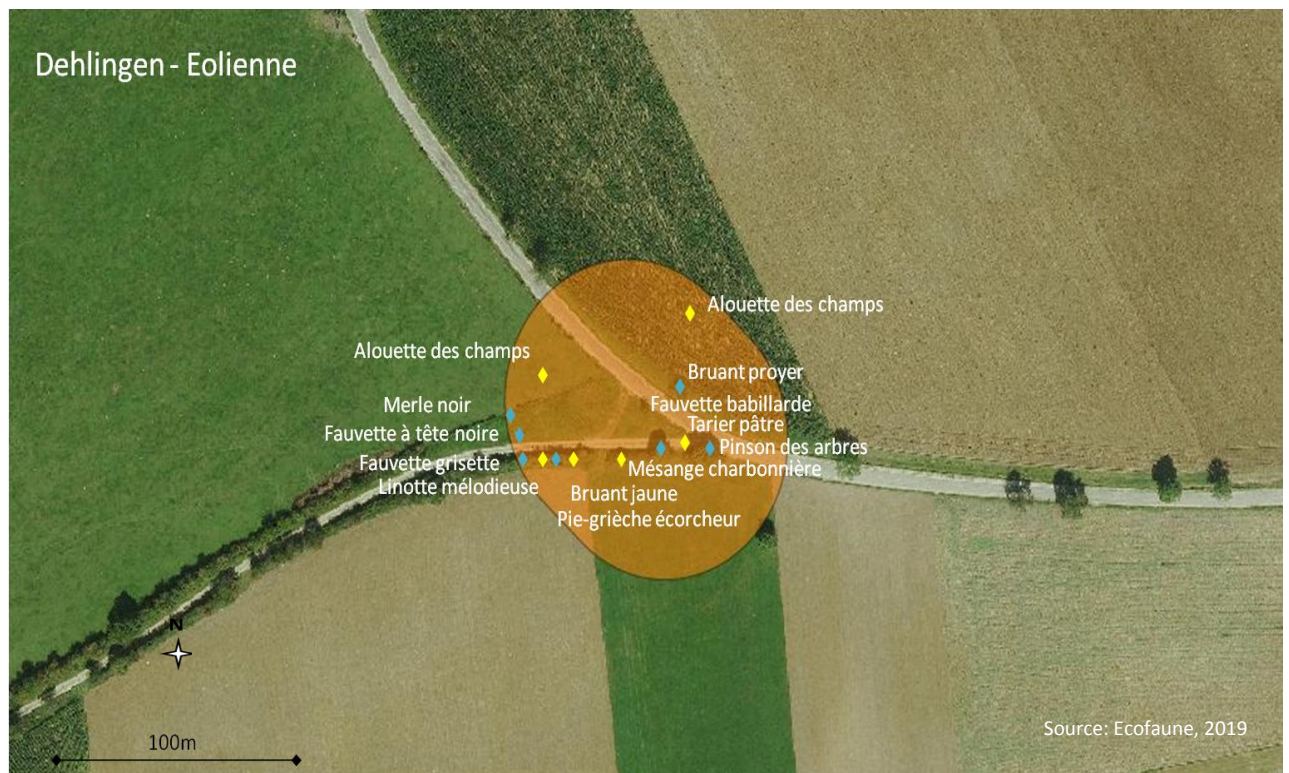 Dehlingen - Eolienne
Alouette des champs
Alouette des champs
Bruant proyer
Merle noir
Fauvette babillarde
Tarier pâtre
Fauvette à tête noire
Pinson des arbres
Fauvette grisette
Mésange charbonnière
Linotte mélodieuse
Bruant jaune
Pie-grièche écorcheur
N
Source: Ecofaune, 2019
100m